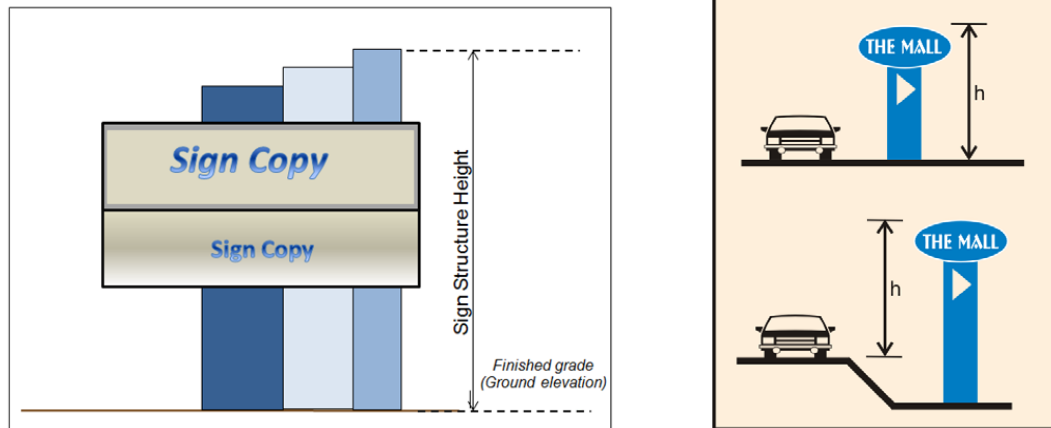 Sign Copy
Sign Copy
Sign Structure Height
Finished grade
(Ground elevation)
THE MALL
h
THE MALL
h